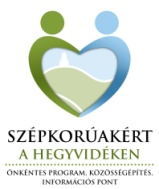 SZÉPKORÚAKÉRT
A HEGYVIDÉKEN
ÖNKÉNTES PROGRAM, KÖZÖSSÉGÉPÍTÉS,
INFORMÁCIÓS PONT